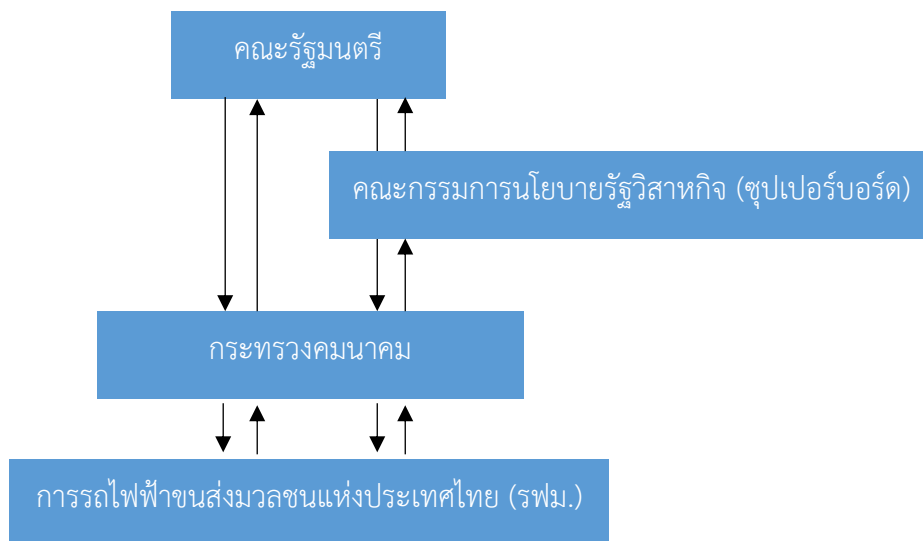 คณะรัฐมนตรี
คณะกรรมการนโยบายรัฐวิสาหกิจ (ซุปเปอร์บอร์ด)
กระทรวงคมนาคม
การรถไฟฟ้าขนส่งมวลชนแห่งประเทศไทย (รฟม.)